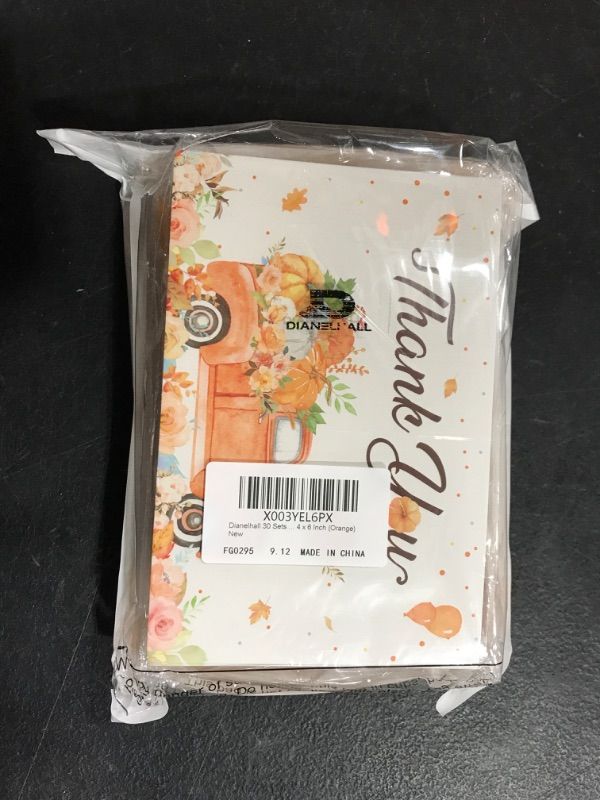 Thank You
DIANELHALL
X003YEL6PX
Dianelhall 30 Sets ... 4 x 6 Inch (Orange)
New
FG0295 9.12 MADE IN CHINA